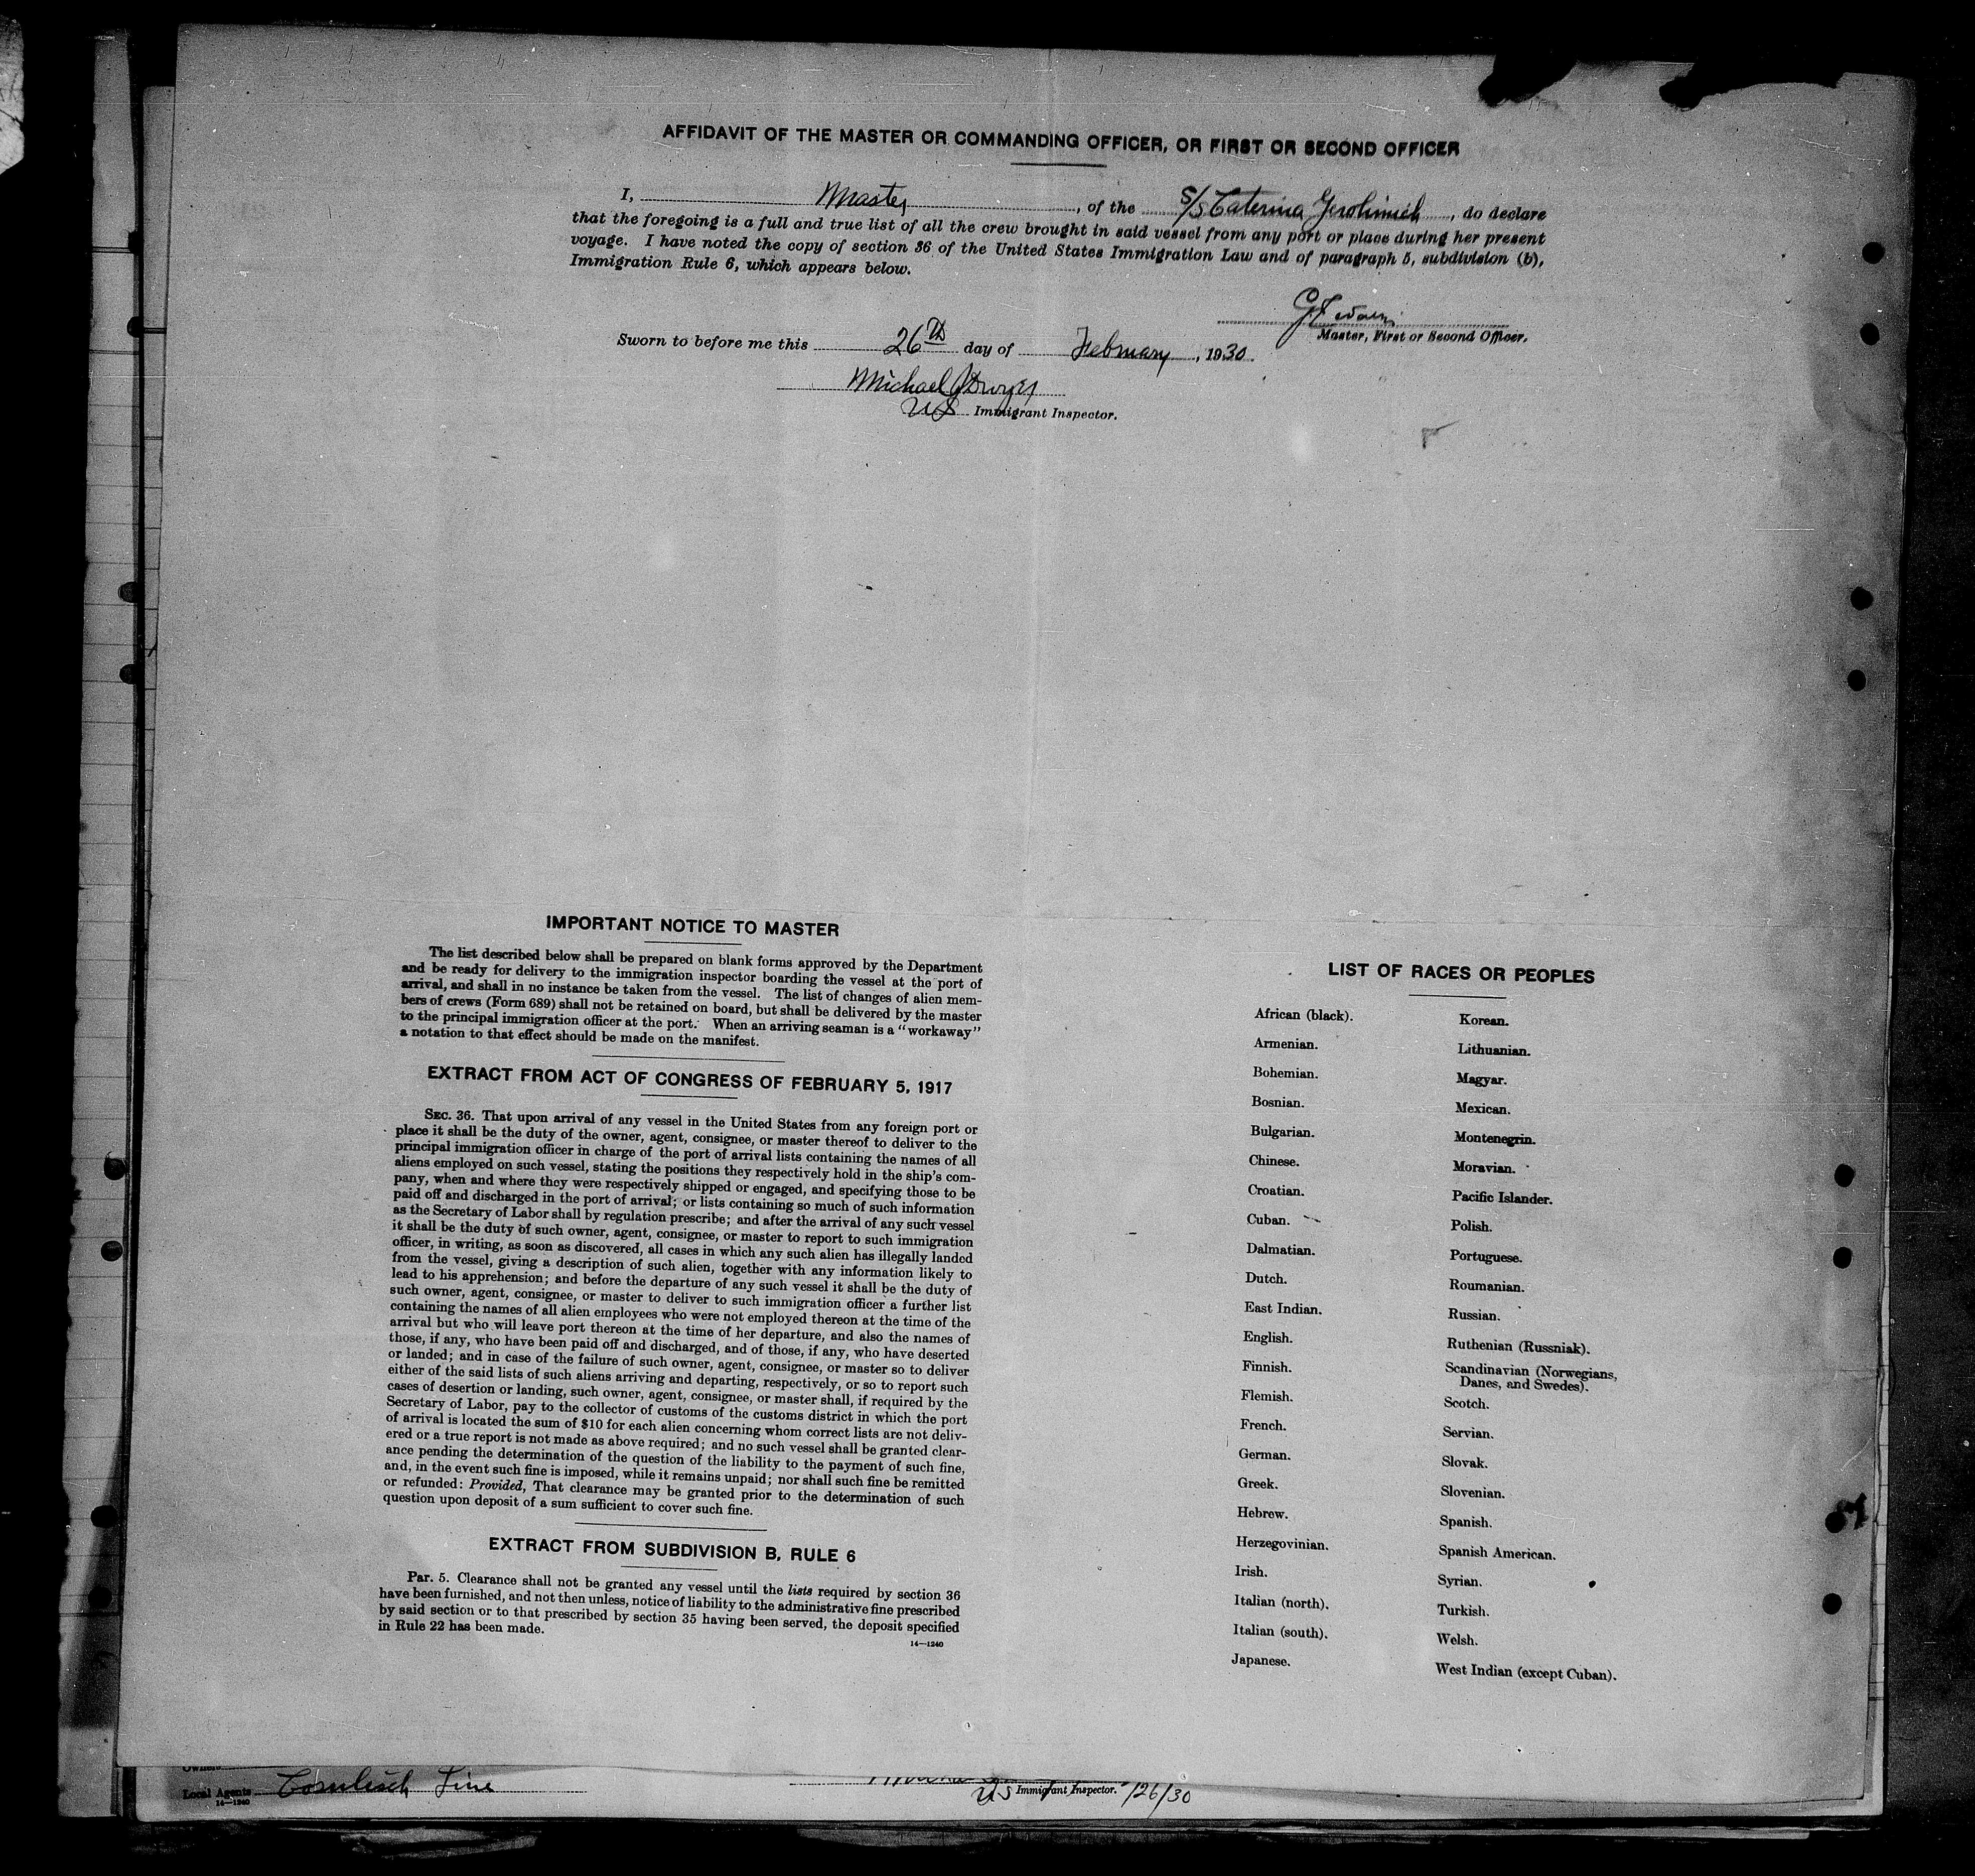 AFFIDAVIT OF THE MASTER OR COMMANDING OFFICER, OR FIRST OR SECOND OFFICER
I, Master, of the S/S Caterina Gerolimich, do declare
that the foregoing is a full and true list of all the crew brought in said vessel from any port or place during her present
voyage. I have noted the copy of section 36 of the United States Immigration Law and of paragraph 5, subdivision (b),
Immigration Rule 6, which appears below.
Master, First or Second Officer.
Sworn to before me this 26th day of February, 1930.
Michael J Dwyer
US Immigrant Inspector.
IMPORTANT NOTICE TO MASTER
The list described below shall be prepared on blank forms approved by the Department
and be ready for delivery to the immigration inspector boarding the vessel at the port of
arrival, and shall in no instance be taken from the vessel. The list of changes of alien mem-
bers of crews (Form 689) shall not be retained on board, but shall be delivered by the master
to the principal immigration officer at the port. When an arriving seaman is a "workaway"
a notation to that effect should be made on the manifest.
EXTRACT FROM ACT OF CONGRESS OF FEBRUARY 5, 1917
SEC. 36. That upon arrival of any vessel in the United States from any foreign port or
place it shall be the duty of the owner, agent, consignee, or master thereof to deliver to the
principal immigration officer in charge of the port of arrival lists containing the names of all
aliens employed on such vessel, stating the positions they respectively hold in the ship's com-
pany, when and where they were respectively shipped or engaged, and specifying those to be
paid off and discharged in the port of arrival; or lists containing so much of such information
as the Secretary of Labor shall by regulation prescribe; and after the arrival of any such vessel
it shall be the duty of such owner, agent, consignee, or master to report to such immigration
officer, in writing, as soon as discovered, all cases in which any such alien has illegally landed
from the vessel, giving a description of such alien, together with any information likely to
lead to his apprehension; and before the departure of any such vessel it shall be the duty of
such owner, agent, consignee, or master to deliver to such immigration officer a further list
containing the names of all alien employees who were not employed thereon at the time of the
arrival but who will leave port thereon at the time of her departure, and also the names of
those, if any, who have been paid off and discharged, and of those, if any, who have deserted
or landed; and in case of the failure of such owner, agent, consignee, or master so to deliver
either of the said lists of such aliens arriving and departing, respectively, or so to report such
cases of desertion or landing, such owner, agent, consignee, or master shall, if required by the
Secretary of Labor, pay to the collector of customs of the customs district in which the port
of arrival is located the sum of $10 for each alien concerning whom correct lists are not deliv-
ered or a true report is not made as above required; and no such vessel shall be granted clear-
ance pending the determination of the question of the liability to the payment of such fine,
and, in the event such fine is imposed, while it remains unpaid; nor shall such fine be remitted
or refunded: Provided, That clearance may be granted prior to the determination of such
question upon deposit of a sum sufficient to cover such fine.
EXTRACT FROM SUBDIVISION B, RULE 6
Par. 5. Clearance shall not be granted any vessel until the lists required by section 36
have been furnished, and not then unless, notice of liability to the administrative fine prescribed
by said section or to that prescribed by section 35 having been served, the deposit specified
in Rule 22 has been made.
14—1240
LIST OF RACES OR PEOPLES
African (black).
Armenian.
Bohemian.
Bosnian.
Bulgarian.
Chinese.
Croatian.
Cuban.
Dalmatian.
Dutch.
East Indian.
English.
Finnish.
Flemish.
French.
German.
Greek.
Hebrew.
Herzegovinian.
Irish.
Italian (north).
Italian (south).
Japanese.
Korean.
Lithuanian.
Magyar.
Mexican.
Montenegrin.
Moravian.
Pacific Islander.
Polish.
Portuguese.
Roumanian.
Russian.
Ruthenian (Russniak).
Scandinavian (Norwegians,
Danes, and Swedes).
Scotch.
Servian.
Slovak.
Slovenian.
Spanish.
Spanish American.
Syrian.
Turkish.
Welsh.
West Indian (except Cuban).
Owners
Local Agents Cosulich Line
14—1240
US Immigrant Inspector. /26/30